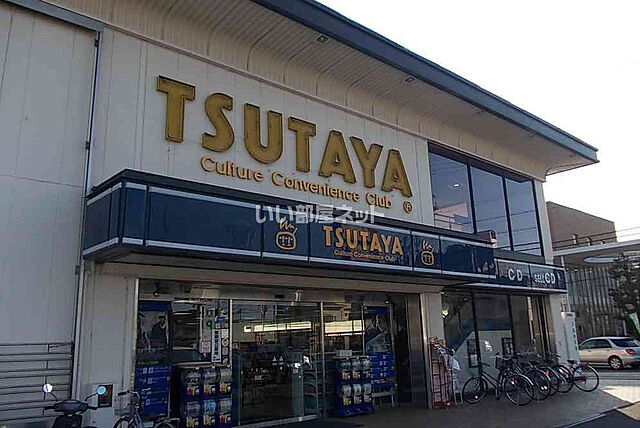 TSUTAYA
Culture Convenience Club
®
いい部屋ネット
TSUTAYA
Culture Convenience Club
CD
SELL CD